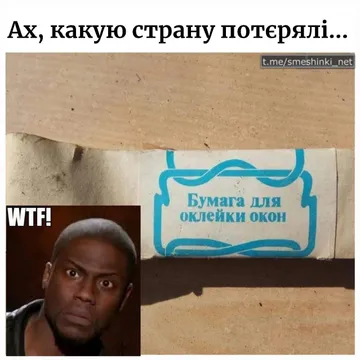 Ах, какую страну потєрялі...
t.me/smeshinki_net
Бумага для
оклейки окон
WTF!